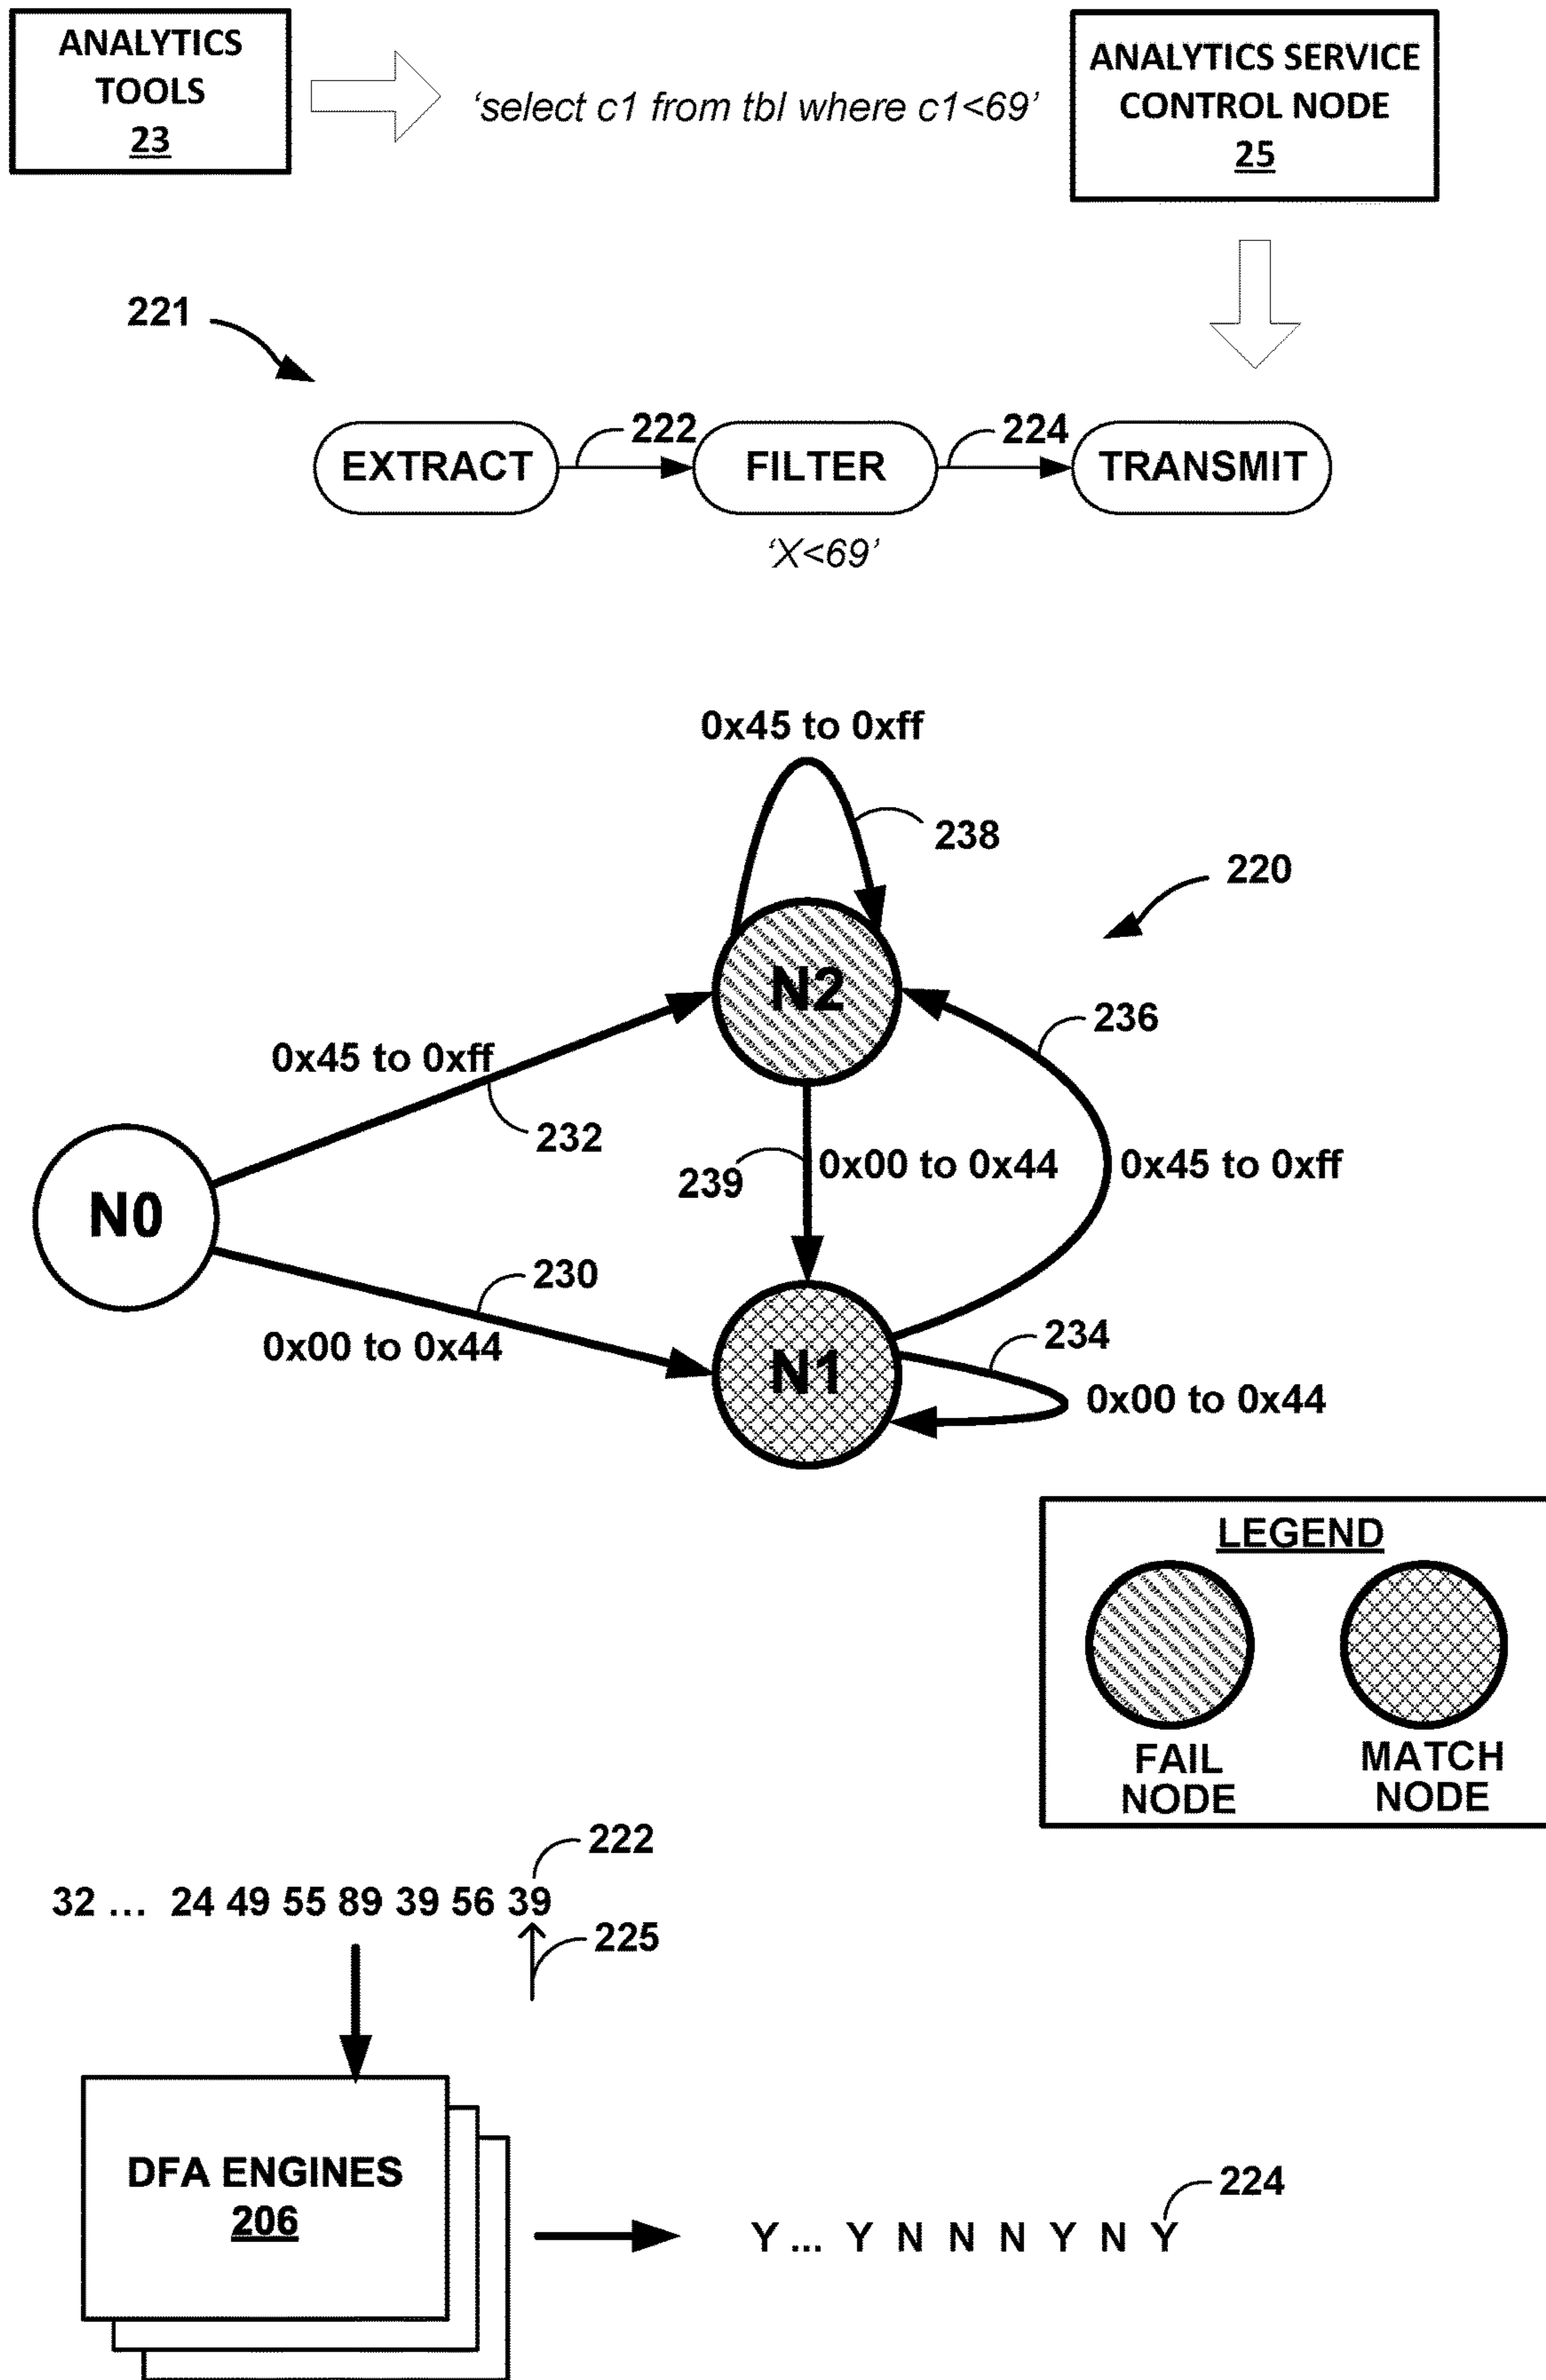 ANALYTICS
TOOLS
23
'select c1 from tbl where c1<69'
ANALYTICS SERVICE
CONTROL NODE
25
221
EXTRACT
222
FILTER
224
TRANSMIT
'X<69'
0x45 to 0xff
238
220
N2
236
0x45 to 0xff
232
239
0x00 to 0x44
0x45 to 0xff
N0
230
0x00 to 0x44
N1
234
0x00 to 0x44
LEGEND
FAIL
NODE
MATCH
NODE
222
32 ... 24 49 55 89 39 56 39
225
DFA ENGINES
206
224
Y ... Y N N N Y N Y